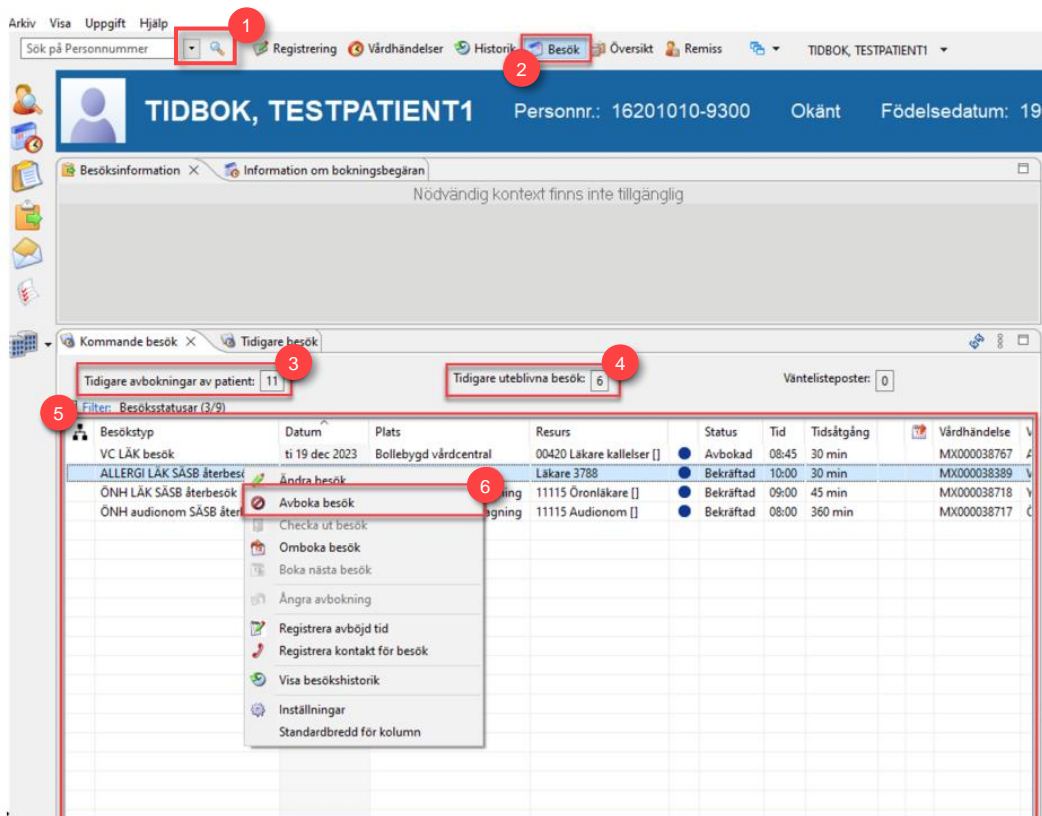 Arkiv Visa Uppgift Hjälp
1
Sök på Personnummer Registrering Vårdhändelser Historik Besök Översikt Remiss TIDBOK, TESTPATIENT1
2
TIDBOK, TESTPATIENT1 Personnr.: 16201010-9300 Okänt Födelsedatum: 19
Besöksinformation Information om bokningsbegäran
Nödvändig kontext finns inte tillgänglig
Kommande besök Tidigare besök
3 4
Tidigare avbokningar av patient: 11 Tidigare uteblivna besök: 6 Väntelisteposter: 0
5 Filter: Besöksstatusar (3/9)
Besökstyp Datum Plats Resurs Status Tid Tidsåtgång Vårdhändelse
VC LÄK besök ti 19 dec 2023 Bollebygd vårdcentral 00420 Läkare kallelser [] Avbokad 08:45 30 min MX000038767
ALLERGI LÄK SÄSB Läkare 3788 Bekräftad 10:00 30 min MX000038389
ÖNH LÄK SÄSB återbesök 11115 Öronläkare [] Bekräftad 09:00 45 min MX000038718
ÖNH audionom SÄSB 11115 Audionom [] Bekräftad 08:00 360 min MX000038717
Ändra besök
6
Avboka besök
Checka ut besök
Omboka besök
Boka nästa besök
Ångra avbokning
Registrera avböjd tid
Registrera kontakt för besök
Visa besökshistorik
Inställningar
Standardbredd för kolumn